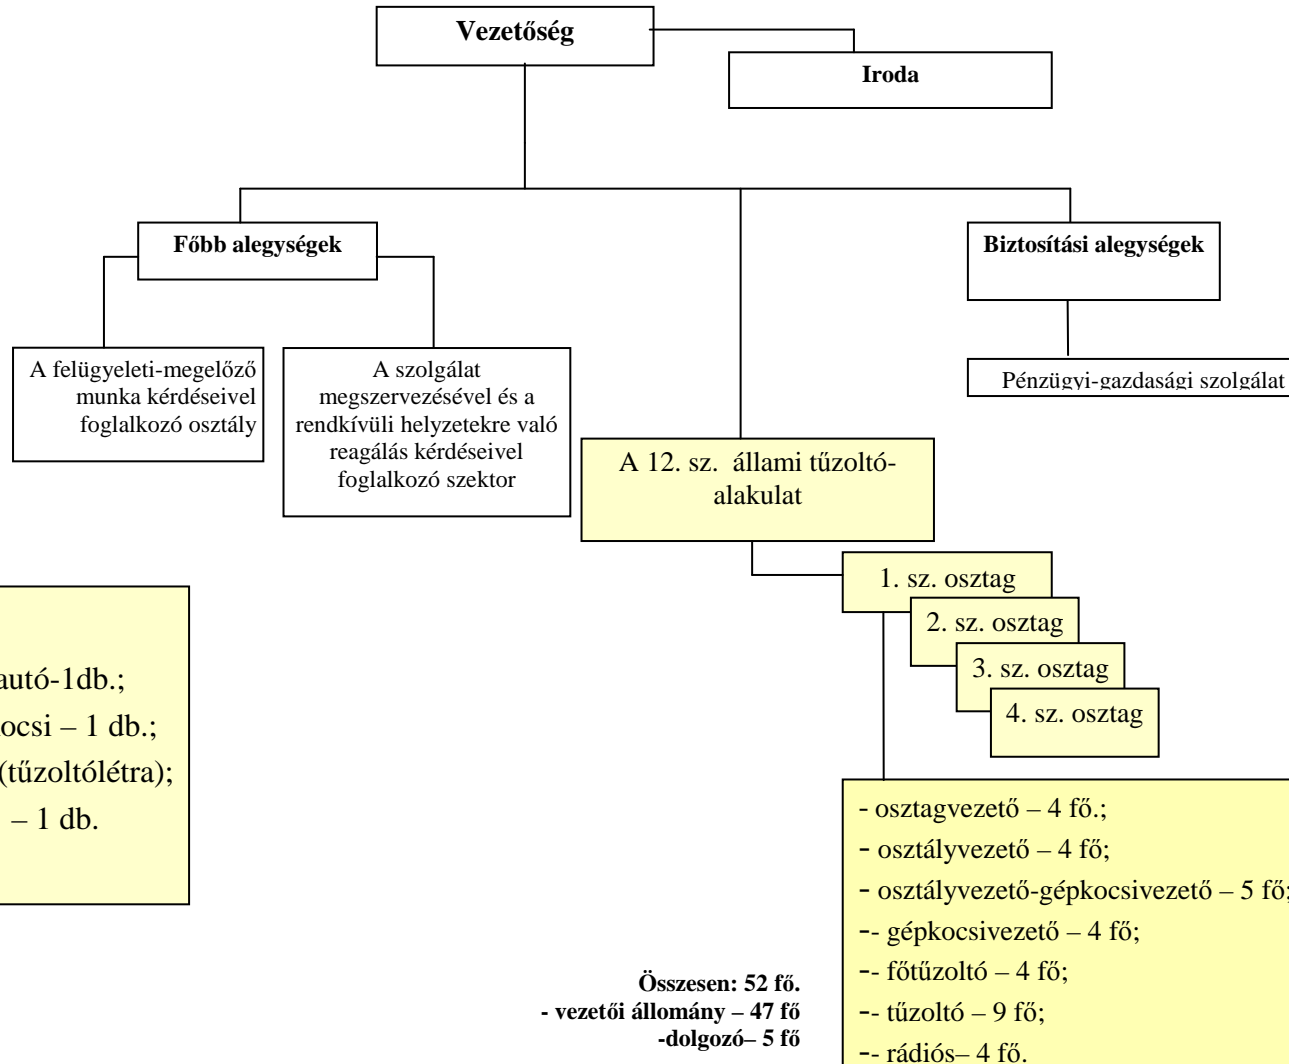 Vezetőség
Iroda
Főbb alegységek
Biztosítási alegységek
A felügyeleti-megelőző
munka kérdéseivel
foglalkozó osztály
A szolgálat
megszervezésével és a
rendkívüli helyzetekre való
reagálás kérdéseivel
foglalkozó szektor
Pénzügyi-gazdasági szolgálat
A 12. sz. állami tűzoltó-
alakulat
1. sz. osztag
2. sz. osztag
3. sz. osztag
4. sz. osztag
autó-1db.;
ocsi – 1 db.;
(tűzoltólétra);
– 1 db.
- osztagvezető – 4 fő.;
- osztályvezető – 4 fő;
- osztályvezető-gépkocsivezető – 5 fő;
-- gépkocsivezető – 4 fő;
-- főtűzoltó – 4 fő;
-- tűzoltó – 9 fő;
-- rádiós– 4 fő.
Összesen: 52 fő.
- vezetői állomány – 47 fő
-dolgozó– 5 fő